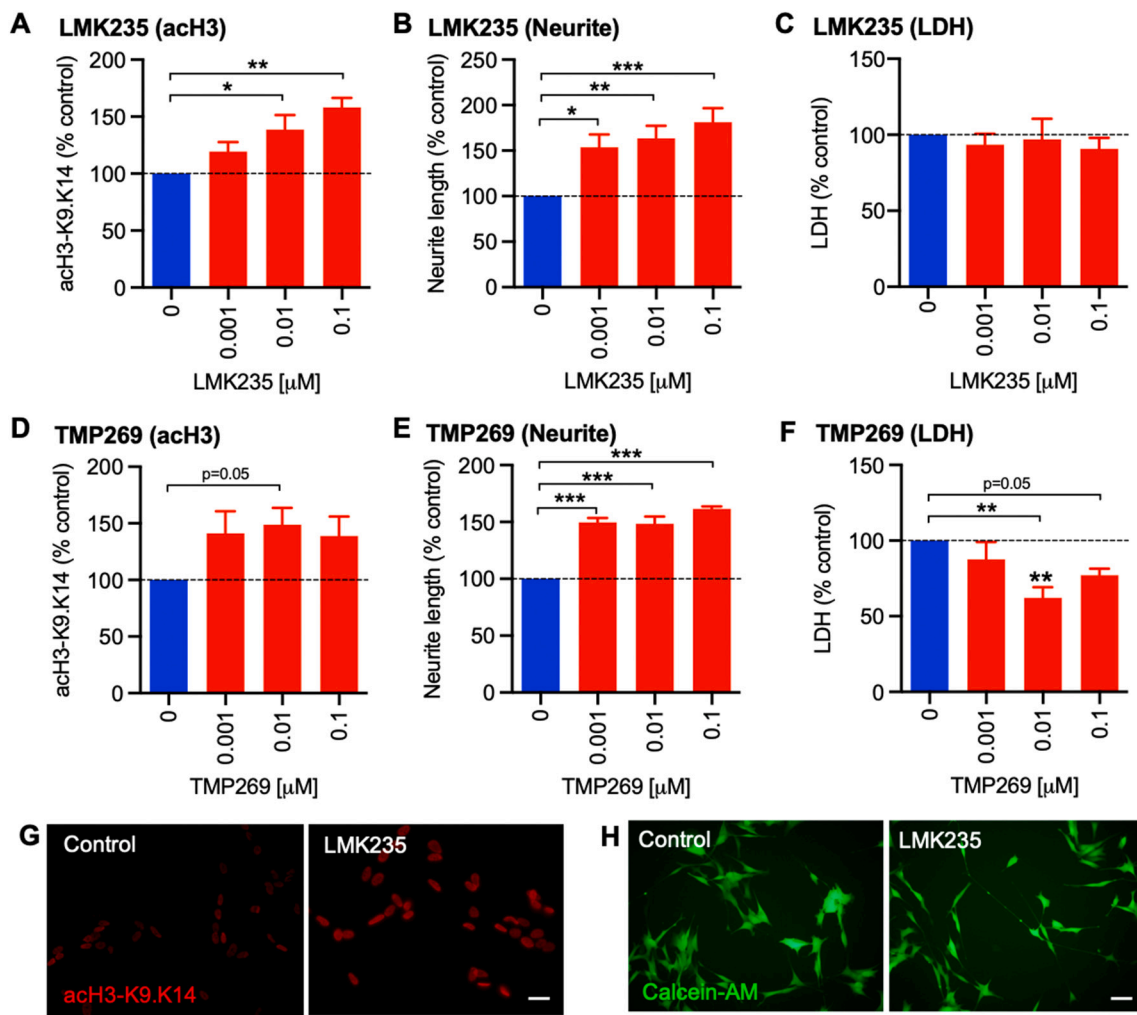 A LMK235 (acH3)
acH3-K9.K14 (% control)
200
150
100
50
0
**
*
0
0.001
0.01
0.1
LMK235 [μM]
B LMK235 (Neurite)
Neurite length (% control)
250
200
150
100
50
0
***
**
*
0
0.001
0.01
0.1
LMK235 [μM]
C LMK235 (LDH)
LDH (% control)
150
100
50
0
0
0.001
0.01
0.1
LMK235 [μM]
D TMP269 (acH3)
acH3-K9.K14 (% control)
200
150
100
50
0
p=0.05
0
0.001
0.01
0.1
TMP269 [μM]
E TMP269 (Neurite)
Neurite length (% control)
200
150
100
50
0
***
***
***
0
0.001
0.01
0.1
TMP269 [μM]
F TMP269 (LDH)
LDH (% control)
150
100
50
0
p=0.05
**
**
0
0.001
0.01
0.1
TMP269 [μM]
G Control
LMK235
acH3-K9.K14
H Control
LMK235
Calcein-AM